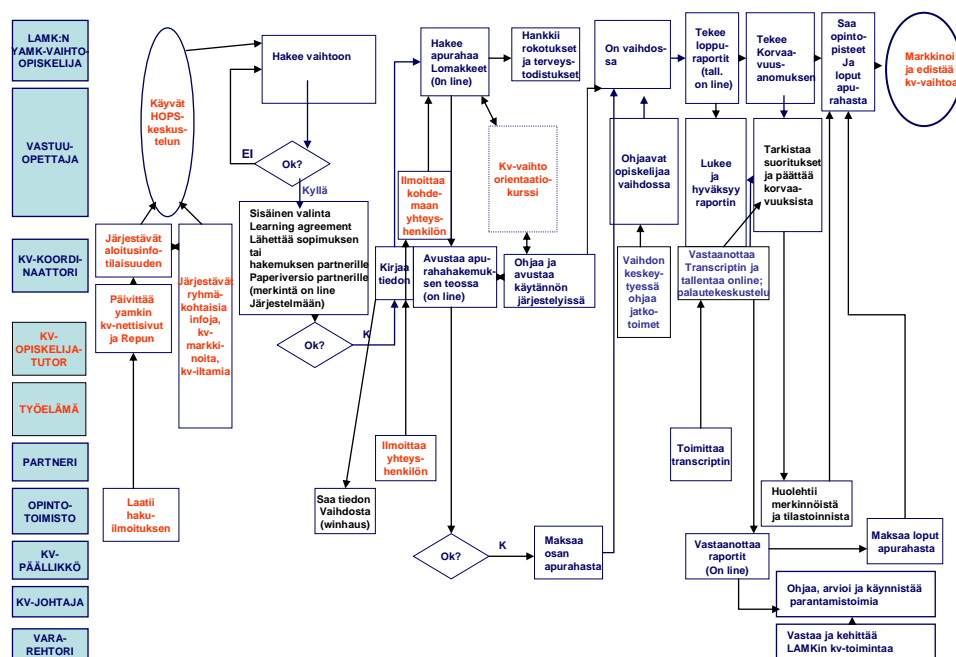 LAMK:N
YAMK-VAIHTO-
OPISKELIJA
VASTUU-
OPETTAJA
KV-KOORDI-
NAATTORI
KV-
OPISKELIJA-
TUTOR
TYÖELÄMÄ
PARTNERI
OPINTO-
TOIMISTO
KV-
PÄÄLLIKKÖ
KV-JOHTAJA
VARA-
REHTORI
Käyvät
HOPS-
keskus-
telun
Järjestävät
aloitusinfo-
tilaisuuden
Päivittää
yamkin
kv-nettisivut
ja Repun
Laatii
haku-
ilmoituksen
Järjestävät
ryhmä-
kohtaisia
infoja,
kv-
markki-
noita,
kv-iltamia
Hakee vaihtoon
EI
Ok?
Kyllä
Sisäinen valinta
Learning agreement
Lähettää sopimuksen
tai
hakemuksen partnerille
Paperiversio partnerille
(merkintä on line
Järjestelmään)
Ok?
K
Kirjaa
tiedon
Saa tiedon
Vaihdosta
(winhaus)
Hakee
apurahaa
Lomakkeet
(0n line)
Ilmoittaa
kohde-
maan
yhteys-
henkilön
Avustaa apu-
rahahakemuk-
sen teossa
(on line)
Ilmoittaa
yhteys-
henkilön
Ok?
K
Hankkii
rokotukset
ja terveys-
todistukset
Kv-vaihto
orientaatio-
kurssi
Ohjaa ja
avustaa
käytännön
järjestelyissä
Maksaa
osan
apurahasta
On vaihdos-
sa
Ohjaavat
opiskelijaa
vaihdossa
Vaihdon
keskey-
tyessä
ohjaa
jatko-
toimet
Tekee
loppu-
raportit
(tall.
on line)
Lukee
ja
hyväksyy
raportin
Vastaanottaa
Transcriptin ja
tallentaa online;
palautekeskustelu
Toimittaa
transcriptin
Vastaanottaa
raportit
(On line)
Tekee
Korvaa-
vuus-
anomuksen
Tarkistaa
suoritukset
ja päättää
korvaa-
vuuksista
Huolehtii
merkinnöistä
ja tilastoinnista
Saa
opinto-
pisteet
Ja
loput
apu-
rahasta
Maksaa loput
apurahasta
Ohjaa, arvioi ja käynnistää
parantamistoimia
Vastaa ja kehittää
LAMKin kv-toimintaa
Markkinoi
ja edistää
kv-vaihtoa